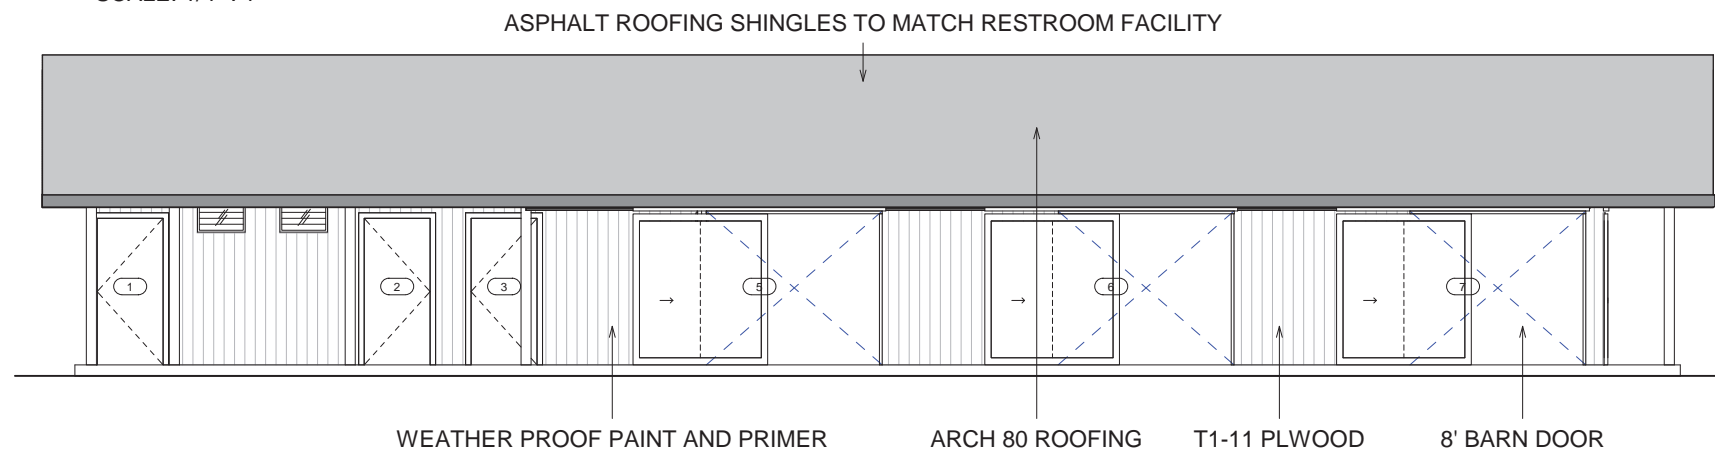 ASPHALT ROOFING SHINGLES TO MATCH RESTROOM FACILITY
1
2
3
5
6
7
WEATHER PROOF PAINT AND PRIMER
ARCH 80 ROOFING
T1-11 PLWOOD
8' BARN DOOR